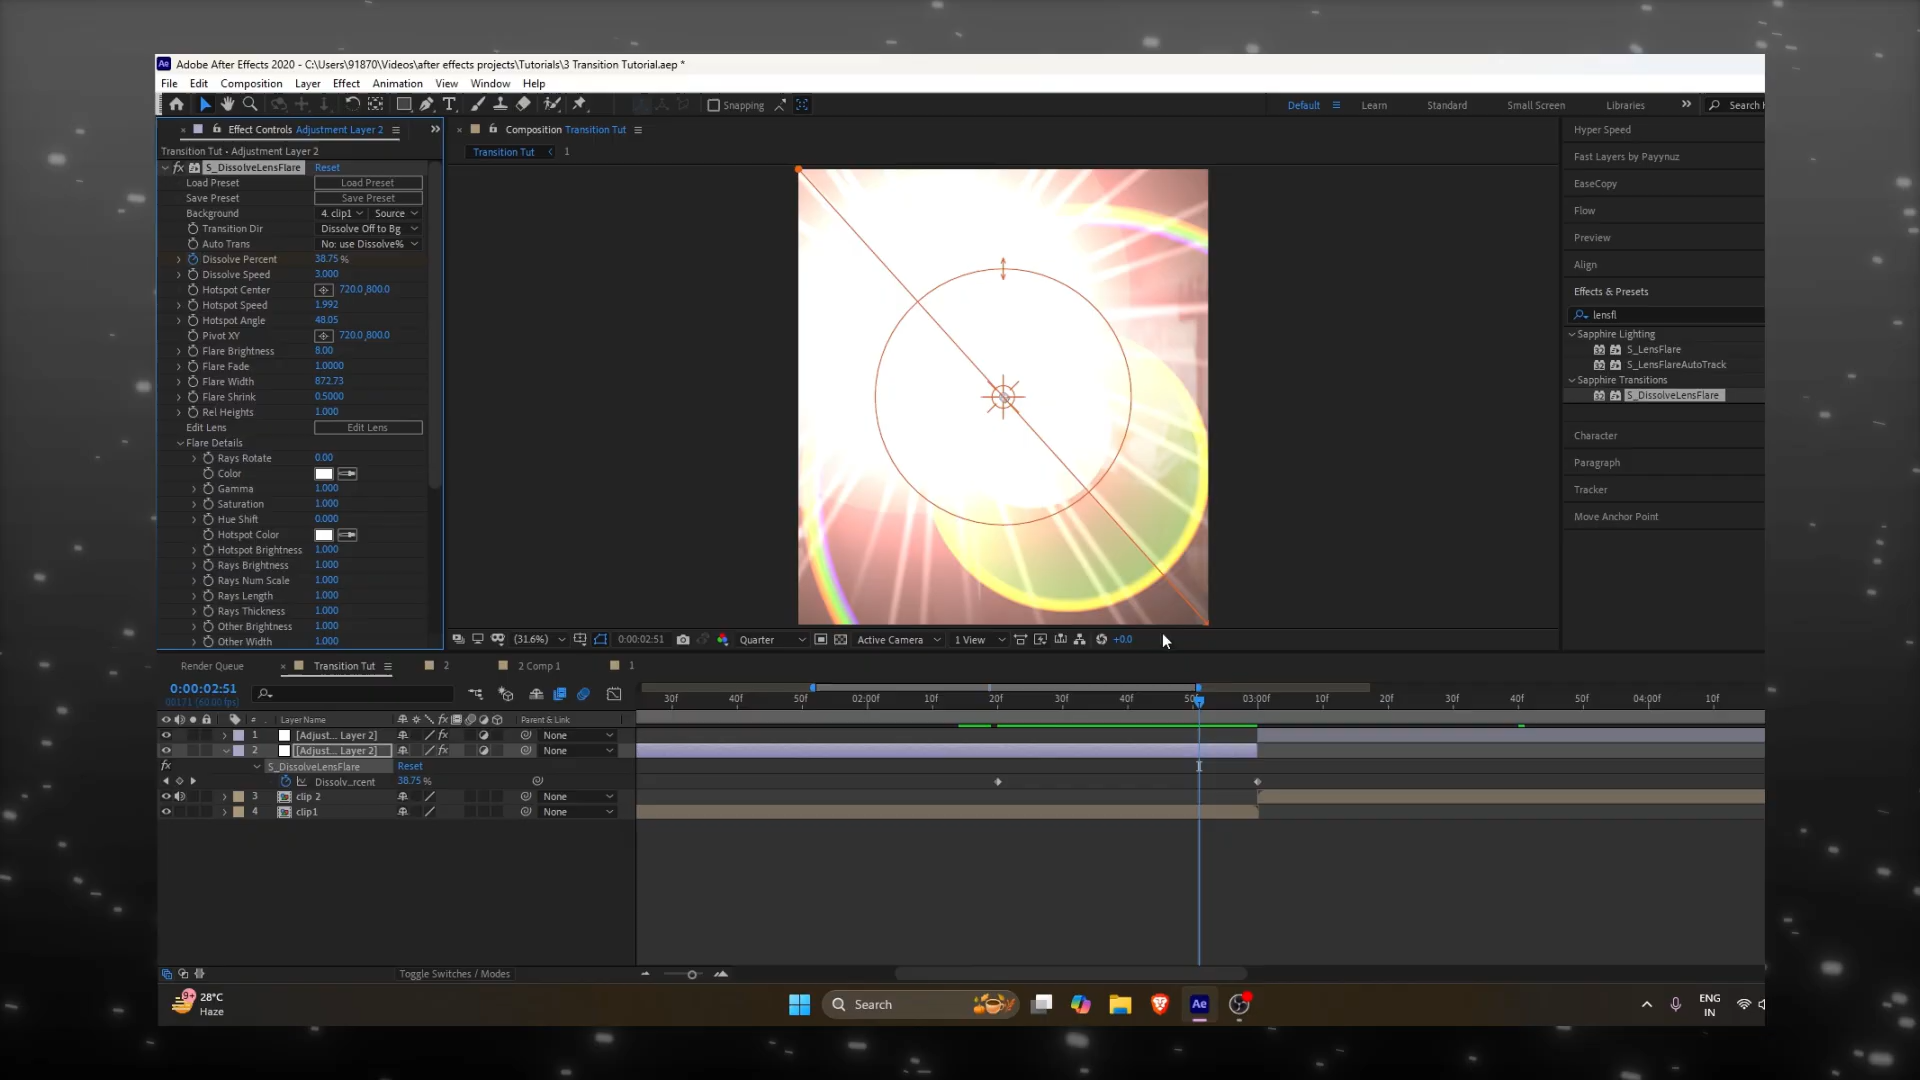 Adobe After Effects 2020 - C:\Users\91870\Videos\after effects projects\Tutorials\3 Transition Tutorial.aep *
File Edit Composition Layer Effect Animation View Window Help
Snapping Default Learn Standard Small Screen Libraries Search H
Effect Controls Adjustment Layer 2
Transition Tut • Adjustment Layer 2
fx S_DissolveLensFlare Reset
Load Preset Load Preset
Save Preset Save Preset
Background 4. clip1 Source
Transition Dir Dissolve Off to Bg
Auto Trans No: use Dissolve%
Dissolve Percent 38.75 %
Dissolve Speed 3.000
Hotspot Center 720.0,800.0
Hotspot Speed 1.992
Hotspot Angle 48.05
Pivot XY 720.0,800.0
Flare Brightness 8.00
Flare Fade 1.0000
Flare Width 872.73
Flare Shrink 0.5000
Rel Heights 1.000
Edit Lens Edit Lens
Flare Details
Rays Rotate 0.00
Color
Gamma 1.000
Saturation 1.000
Hue Shift 0.000
Hotspot Color
Hotspot Brightness 1.000
Rays Brightness 1.000
Rays Num Scale 1.000
Rays Length 1.000
Rays Thickness 1.000
Other Brightness 1.000
Other Width 1.000
Composition Transition Tut
Transition Tut 1
(31.6%) 0:00:02:51 Quarter Active Camera 1 View +0.0
Hyper Speed
Fast Layers by Payynuz
EaseCopy
Flow
Preview
Align
Effects & Presets
lensfl
Sapphire Lighting
S_LensFlare
S_LensFlareAutoTrack
Sapphire Transitions
S_DissolveLensFlare
Character
Paragraph
Tracker
Move Anchor Point
Render Queue Transition Tut 2 2 Comp 1 1
0:00:02:51
00171 (60.00 fps)
30f 40f 50f 02:00f 10f 20f 30f 40f 50f 03:00f 10f 20f 30f 40f 50f 04:00f 10f
# Layer Name fx Parent & Link
1 [Adjust... Layer 2] fx None
2 [Adjust... Layer 2] fx None
fx S_DissolveLensFlare Reset
Dissolv...rcent 38.75 %
3 clip 2 None
4 clip1 None
Toggle Switches / Modes
9+ 28°C
Haze
Search
Ae
ENG
IN